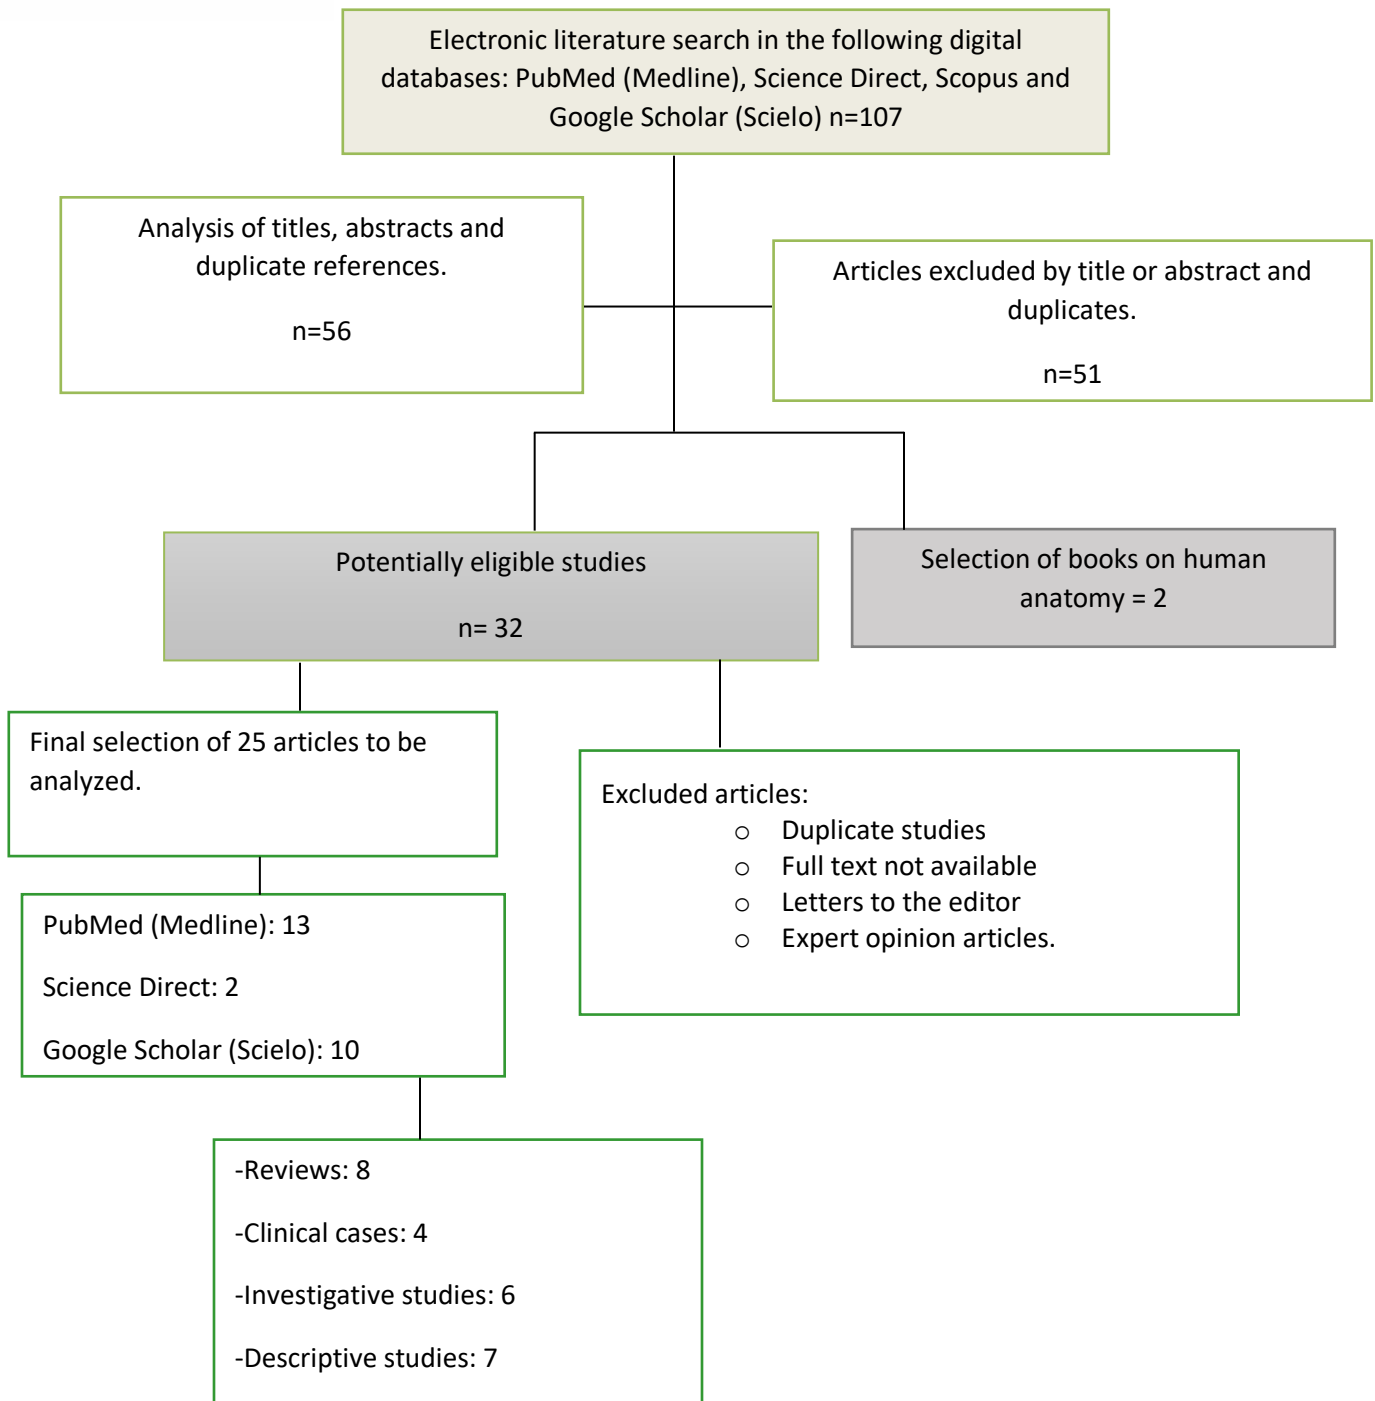 Electronic literature search in the following digital
databases: PubMed (Medline), Science Direct, Scopus and
Google Scholar (Scielo) n=107
Analysis of titles, abstracts and
duplicate references.
n=56
Articles excluded by title or abstract and
duplicates.
n=51
Potentially eligible studies
n= 32
Selection of books on human
anatomy = 2
Final selection of 25 articles to be
analyzed.
Excluded articles:
o Duplicate studies
o Full text not available
o Letters to the editor
o Expert opinion articles.
PubMed (Medline): 13
Science Direct: 2
Google Scholar (Scielo): 10
-Reviews: 8
-Clinical cases: 4
-Investigative studies: 6
-Descriptive studies: 7